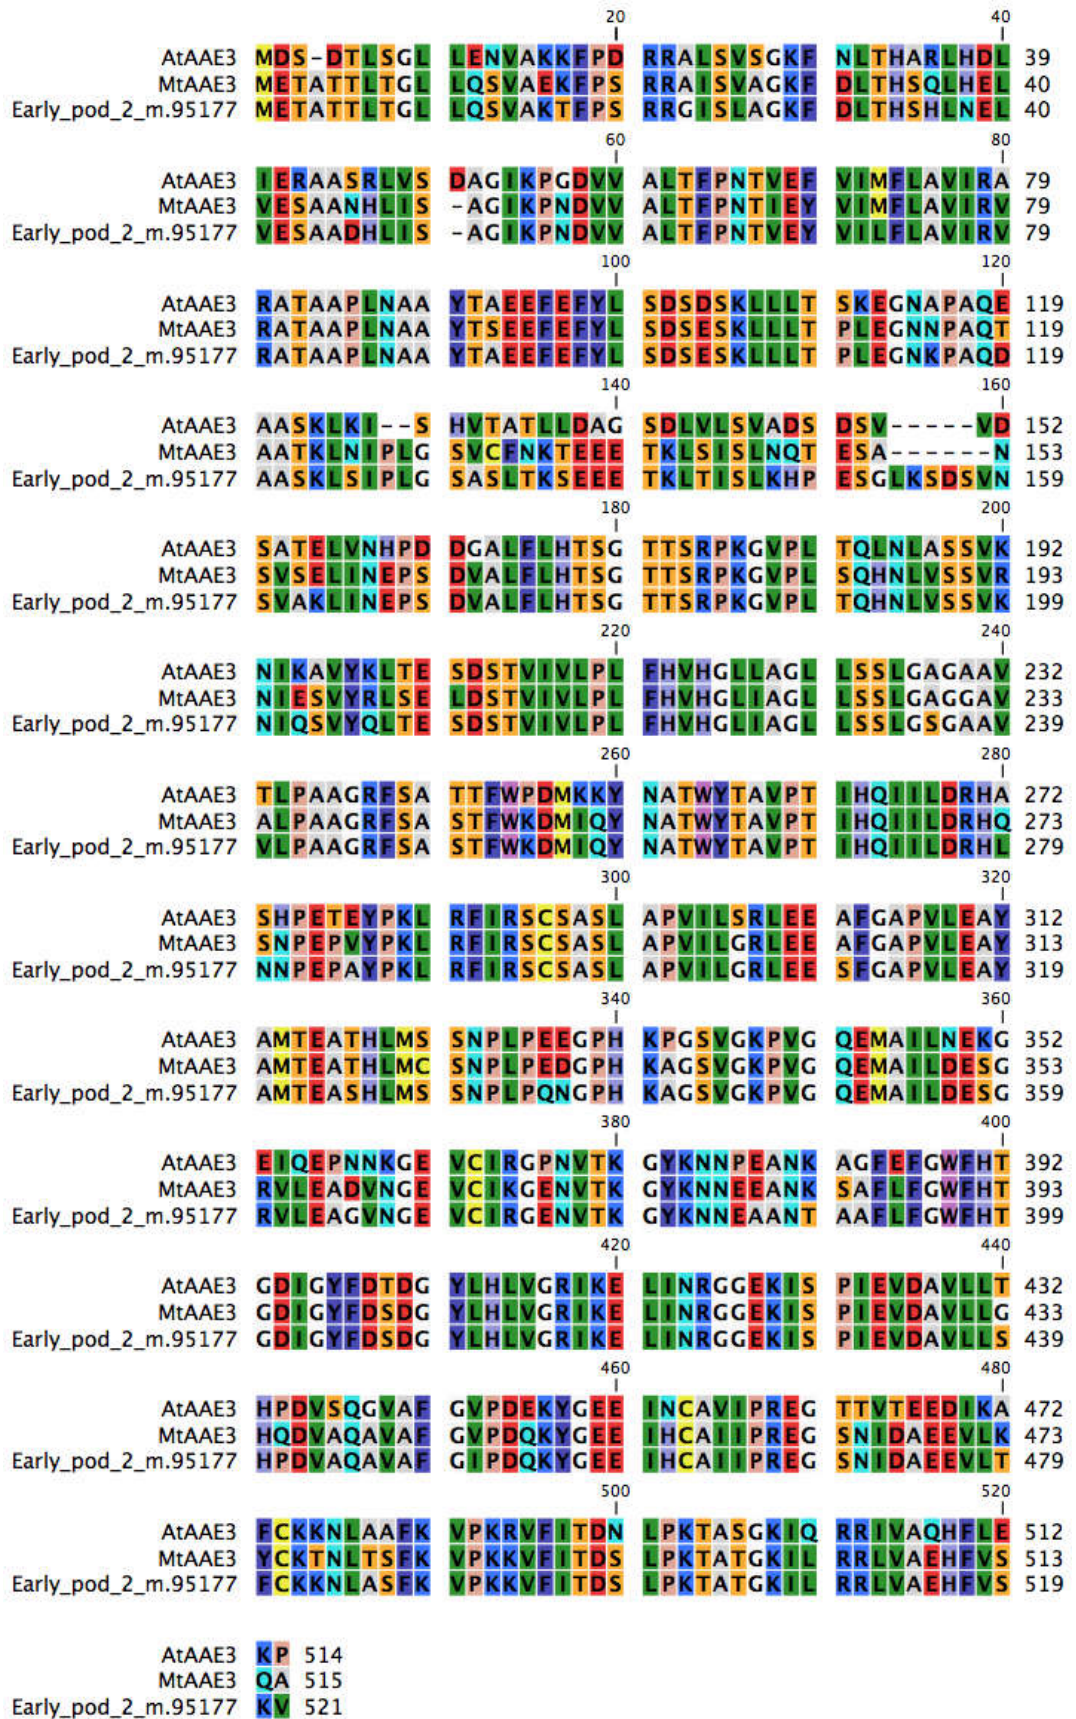 20 40
AtAAE3 MDS-DTLSGL LENVAKKFPD RRALSVSGKF NLTHARLHDL 39
MtAAE3 METATTLTGL LQSVAEKFPS RRAISVAGKF DLTHSQLHEL 40
Early_pod_2_m.95177 METATTLTGL LQSVAKTFPS RRGISLAGKF DLTHSHLNEL 40
60 80
AtAAE3 IERAASRLVS DAGIKPGDVV ALTFPNTVEF VIMFLAVIRA 79
MtAAE3 VESAANHLIS -AGIKPNDVV ALTFPNTIEY VIMFLAVIRV 79
Early_pod_2_m.95177 VESAADHLIS -AGIKPNDVV ALTFPNTVEY VILFLAVIRV 79
100 120
AtAAE3 RATAAPLNAA YTAEEFEFYL SDSDSKLLLT SKEGNAPAQE 119
MtAAE3 RATAAPLNAA YTSEEFEFYL SDSESKLLLT PLEGNNPAQT 119
Early_pod_2_m.95177 RATAAPLNAA YTAEEFEFYL SDSESKLLLT PLEGNKPAQD 119
140 160
AtAAE3 AASKLKI--S HVTATLLDAG SDLVLSVADS DSV-----VD 152
MtAAE3 AATKLNIPLG SVCFNKTEEE TKLSISLNQT ESA------N 153
Early_pod_2_m.95177 AASKLSIPLG SASLTKSEEE TKLTISLKHP ESGLKSDSVN 159
180 200
AtAAE3 SATELVNHPD DGALFLHTSG TTSRPKGVPL TQLNLASSVK 192
MtAAE3 SVSELINEPS DVALFLHTSG TTSRPKGVPL SQHNLVSSVR 193
Early_pod_2_m.95177 SVAKLINEPS DVALFLHTSG TTSRPKGVPL TQHNLVSSVK 199
220 240
AtAAE3 NIKAVYKLTE SDSTVIVLPL FHVHGLLAGL LSSLGAGAAV 232
MtAAE3 NIESVYRLSE LDSTVIVLPL FHVHGLIAGL LSSLGAGGAV 233
Early_pod_2_m.95177 NIQSVYQLTE SDSTVIVLPL FHVHGLIAGL LSSLGSGAAV 239
260 280
AtAAE3 TLPAAGRFSA TTFWPDMKKY NATWYTAVPT IHQIILDRHA 272
MtAAE3 ALPAAGRFSA STFWKDMIQY NATWYTAVPT IHQIILDRHQ 273
Early_pod_2_m.95177 VLPAAGRFSA STFWKDMIQY NATWYTAVPT IHQIILDRHL 279
300 320
AtAAE3 SHPETEYPKL RFIRSCSASL APVILSRLEE AFGAPVLEAY 312
MtAAE3 SNPEPVYPKL RFIRSCSASL APVILGRLEE AFGAPVLEAY 313
Early_pod_2_m.95177 NNPEPAYPKL RFIRSCSASL APVILGRLEE SFGAPVLEAY 319
340 360
AtAAE3 AMTEATHLMS SNPLPEEGPH KPGSVGKPVG QEMAILNEKG 352
MtAAE3 AMTEATHLMC SNPLPEDGPH KAGSVGKPVG QEMAILDESG 353
Early_pod_2_m.95177 AMTEASHLMS SNPLPQNGPH KAGSVGKPVG QEMAILDESG 359
380 400
AtAAE3 EIQEPNNKGE VCIRGPNVTK GYKNNPEANK AGFEFGWFHT 392
MtAAE3 RVLEADVNGE VCIKGENVTK GYKNNEEANK SAFLFGWFHT 393
Early_pod_2_m.95177 RVLEAGVNGE VCIRGENVTK GYKNNEAANT AAFLFGWFHT 399
420 440
AtAAE3 GDIGYFDTDG YLHLVGRIKE LINRGGEKIS PIEVDAVLLT 432
MtAAE3 GDIGYFDSDG YLHLVGRIKE LINRGGEKIS PIEVDAVLLG 433
Early_pod_2_m.95177 GDIGYFDSDG YLHLVGRIKE LINRGGEKIS PIEVDAVLLS 439
460 480
AtAAE3 HPDVSQGVAF GVPDEKYGEE INCAVIPREG TTVTEEDIKA 472
MtAAE3 HQDVAQAVAF GVPDQKYGEE IHCAIIPREG SNIDAEEVLK 473
Early_pod_2_m.95177 HPDVAQAVAF GIPDQKYGEE IHCAIIPREG SNIDAEEVLT 479
500 520
AtAAE3 FCKKNLAAFK VPKRVFITDN LPKTASGKIQ RRIVAQHFLE 512
MtAAE3 YCKTNLTSFK VPKKVFITDS LPKTATGKIL RRLVAEHFVS 513
Early_pod_2_m.95177 FCKKNLASFK VPKKVFITDS LPKTATGKIL RRLVAEHFVS 519
AtAAE3 KP 514
MtAAE3 QA 515
Early_pod_2_m.95177 KV 521